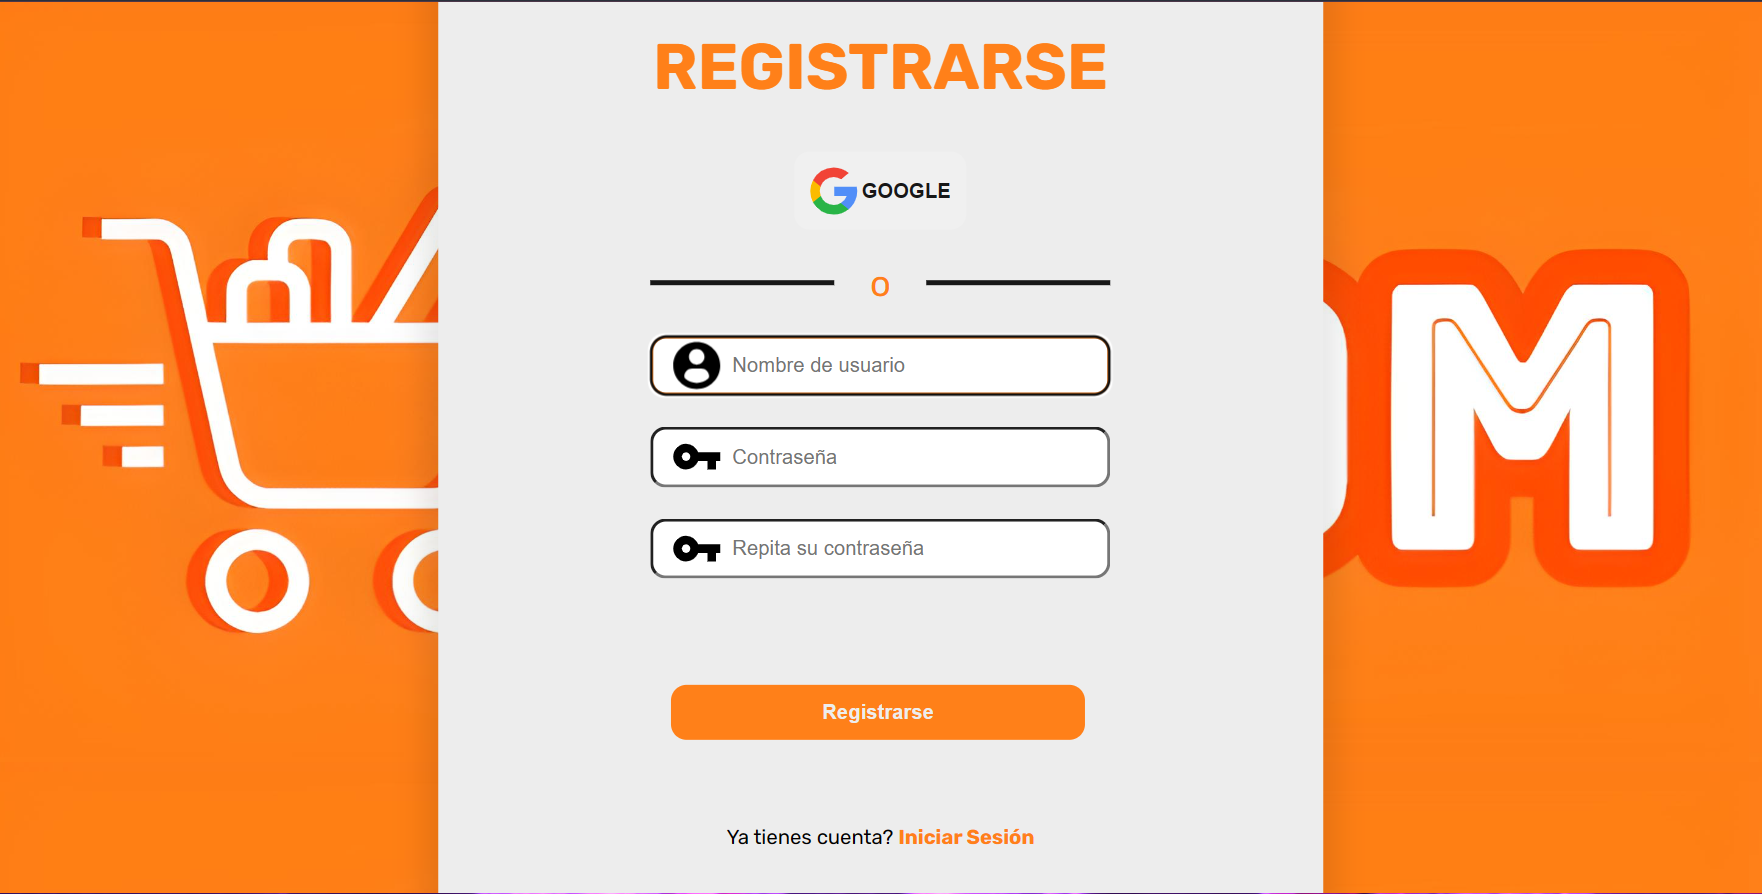 REGISTRARSE
GOOGLE
O
M
Nombre de usuario
Contraseña
Repita su contraseña
Registrarse
Ya tienes cuenta? Iniciar Sesión